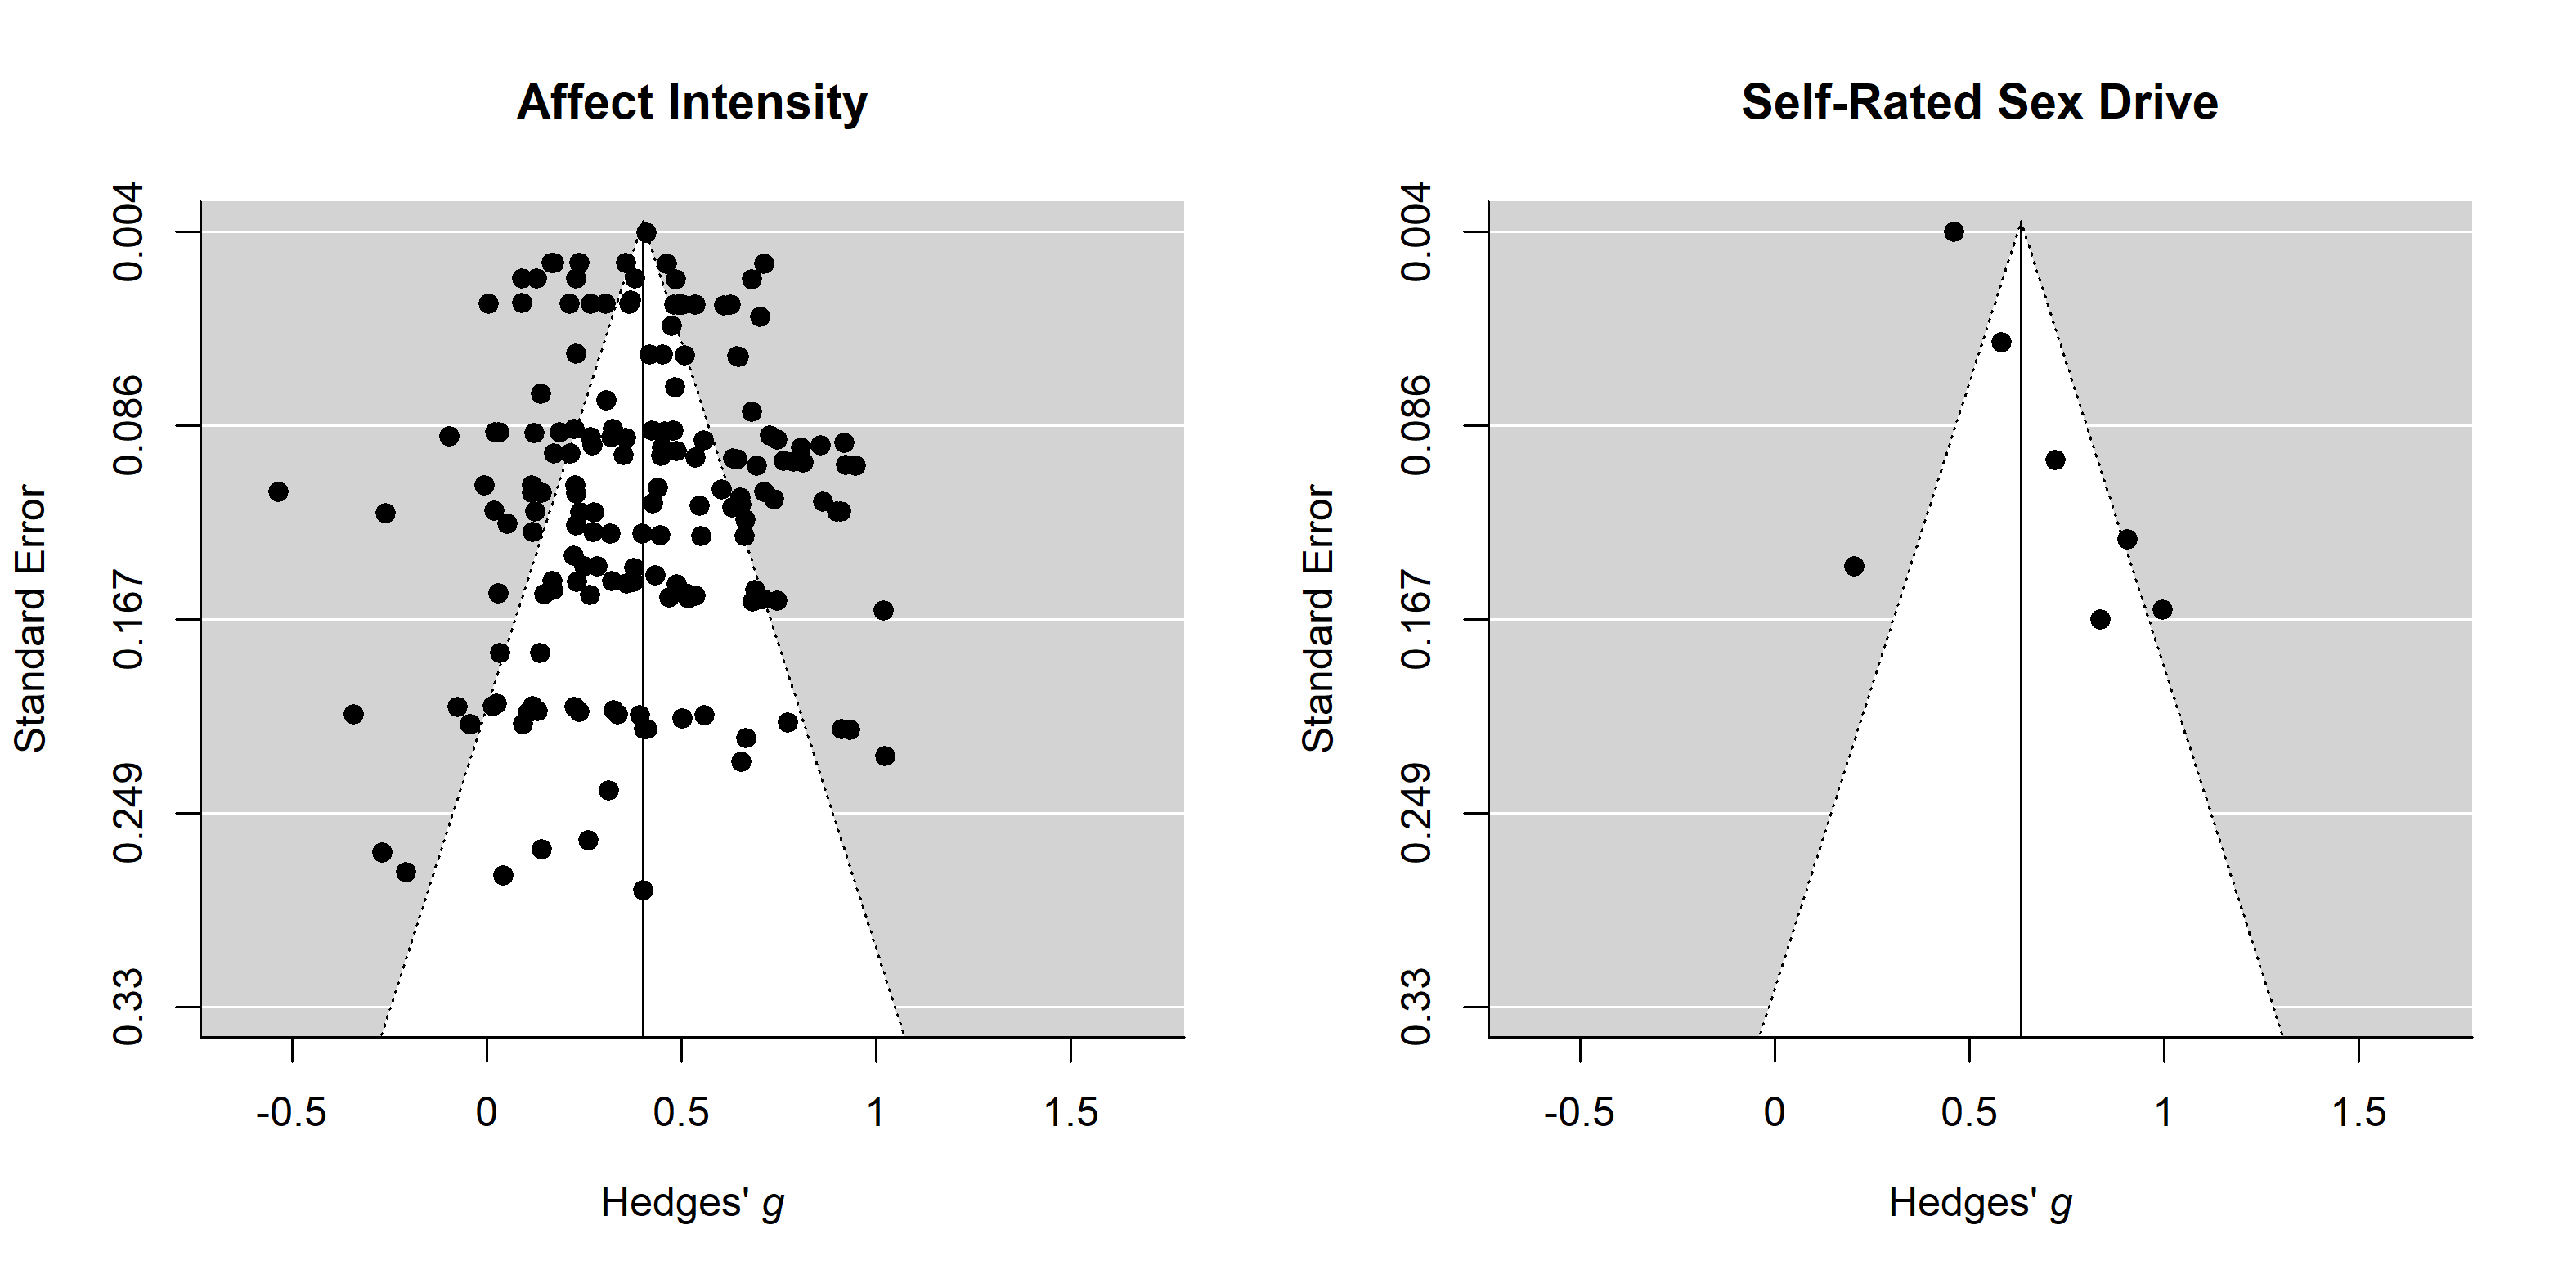 Affect Intensity
Standard Error
0.004
0.086
0.167
0.249
0.33
-0.5 0 0.5 1 1.5
Hedges' g
Self-Rated Sex Drive
Standard Error
0.004
0.086
0.167
0.249
0.33
-0.5 0 0.5 1 1.5
Hedges' g